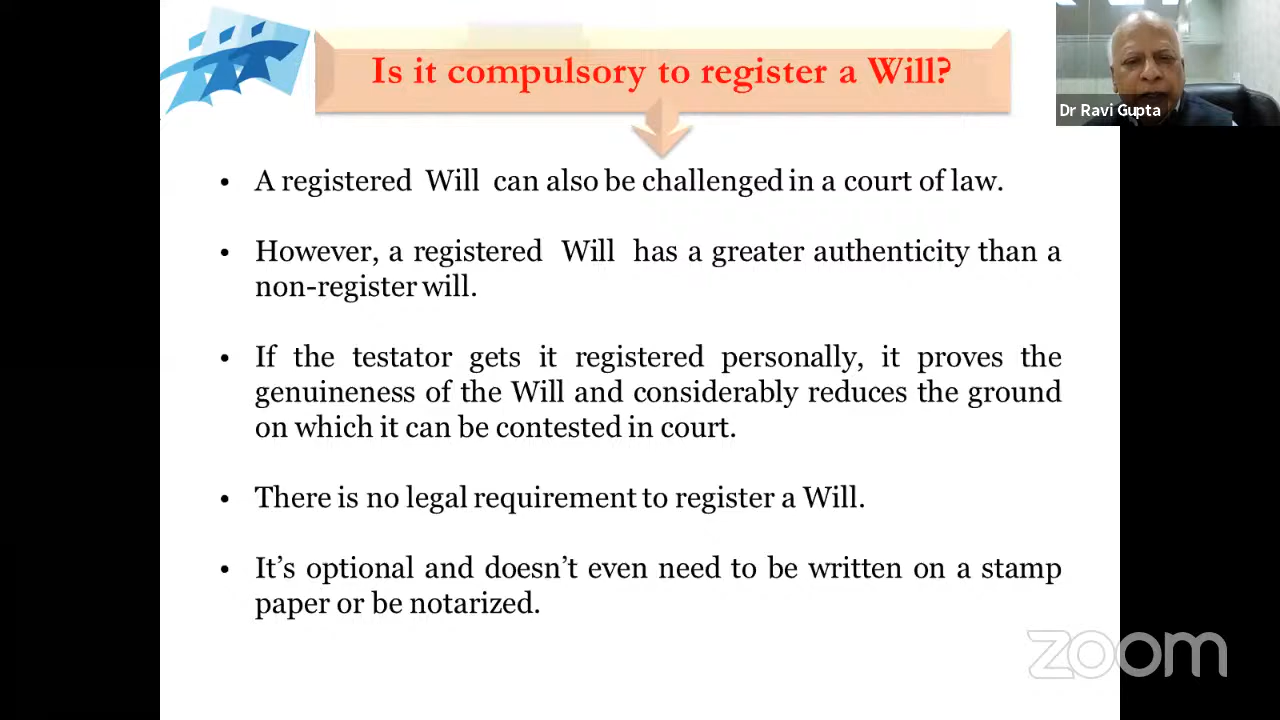 Is it compulsory to register a Will?
Dr Ravi Gupta
• A registered Will can also be challenged in a court of law.
• However, a registered Will has a greater authenticity than a
non-register will.
• If the testator gets it registered personally, it proves the
genuineness of the Will and considerably reduces the ground
on which it can be contested in court.
• There is no legal requirement to register a Will.
• It’s optional and doesn’t even need to be written on a stamp
paper or be notarized.
zoom